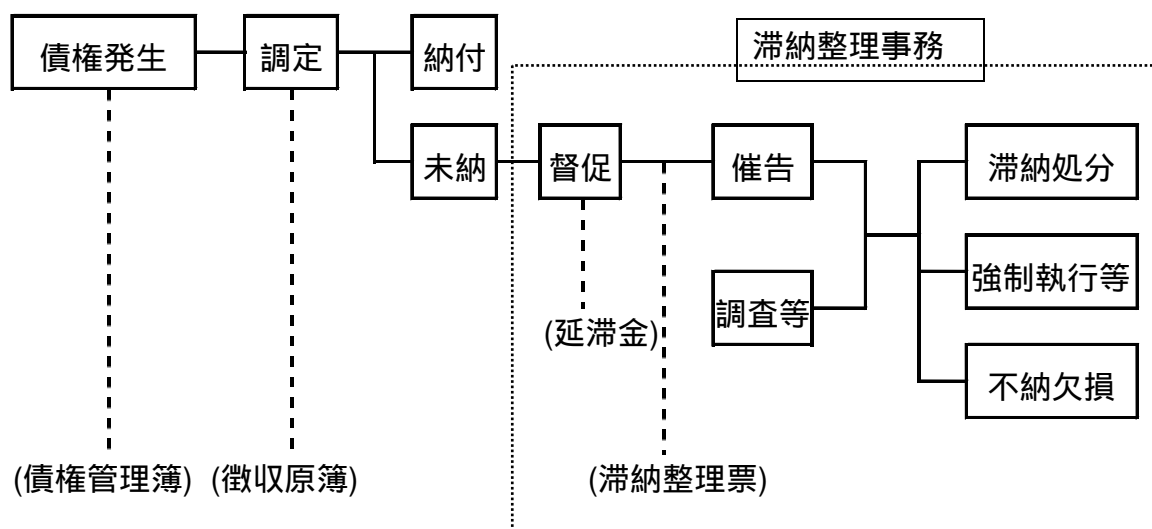 債権発生
調定
納付
滞納整理事務
未納
督促
催告
滞納処分
強制執行等
調査等
(延滞金)
不納欠損
(債権管理簿)
(徴収原簿)
(滞納整理票)